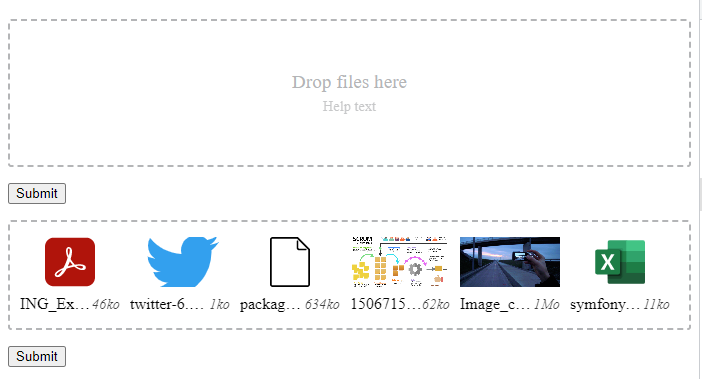 Drop files here
Help text
Submit
SCRUM
X
ING_Ex... 46ko twitter-6.... 1ko packag... 634ko 1506715... 62ko Image_c... 1Mo symfony... 11ko
Submit